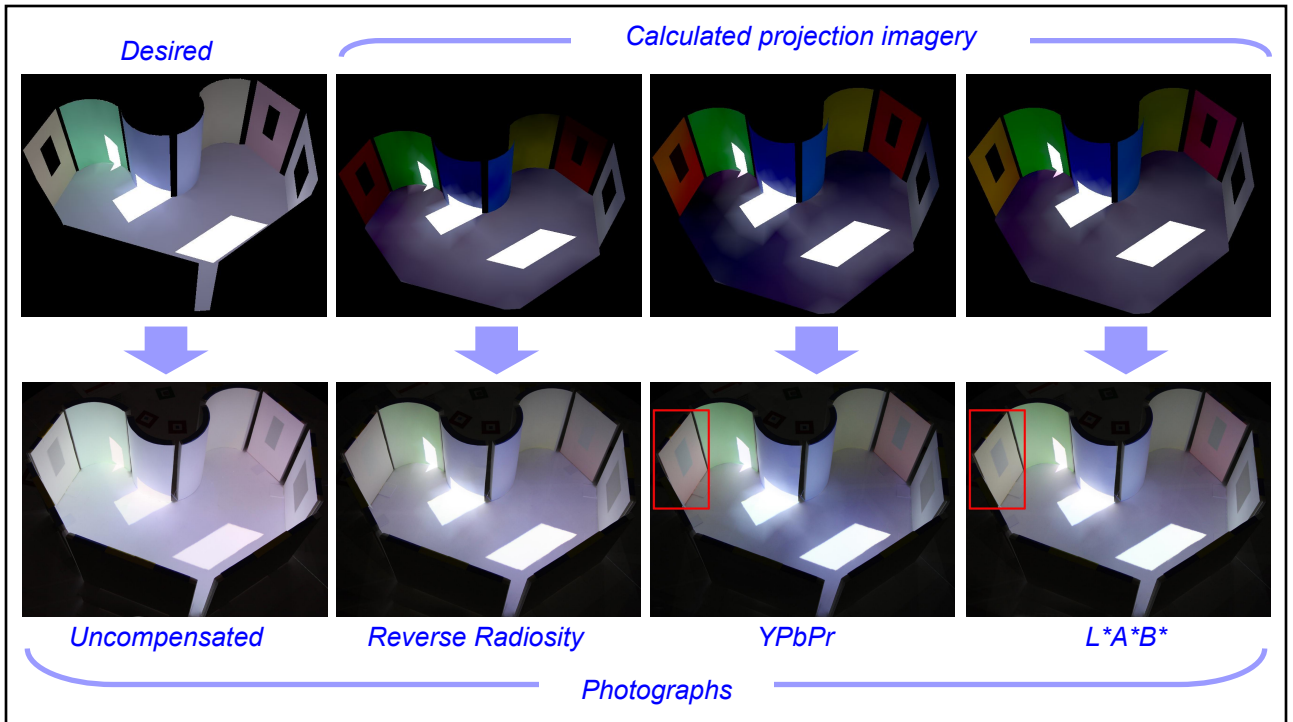 Desired
Calculated projection imagery
Uncompensated
Reverse Radiosity
YPbPr
L*A*B*
Photographs